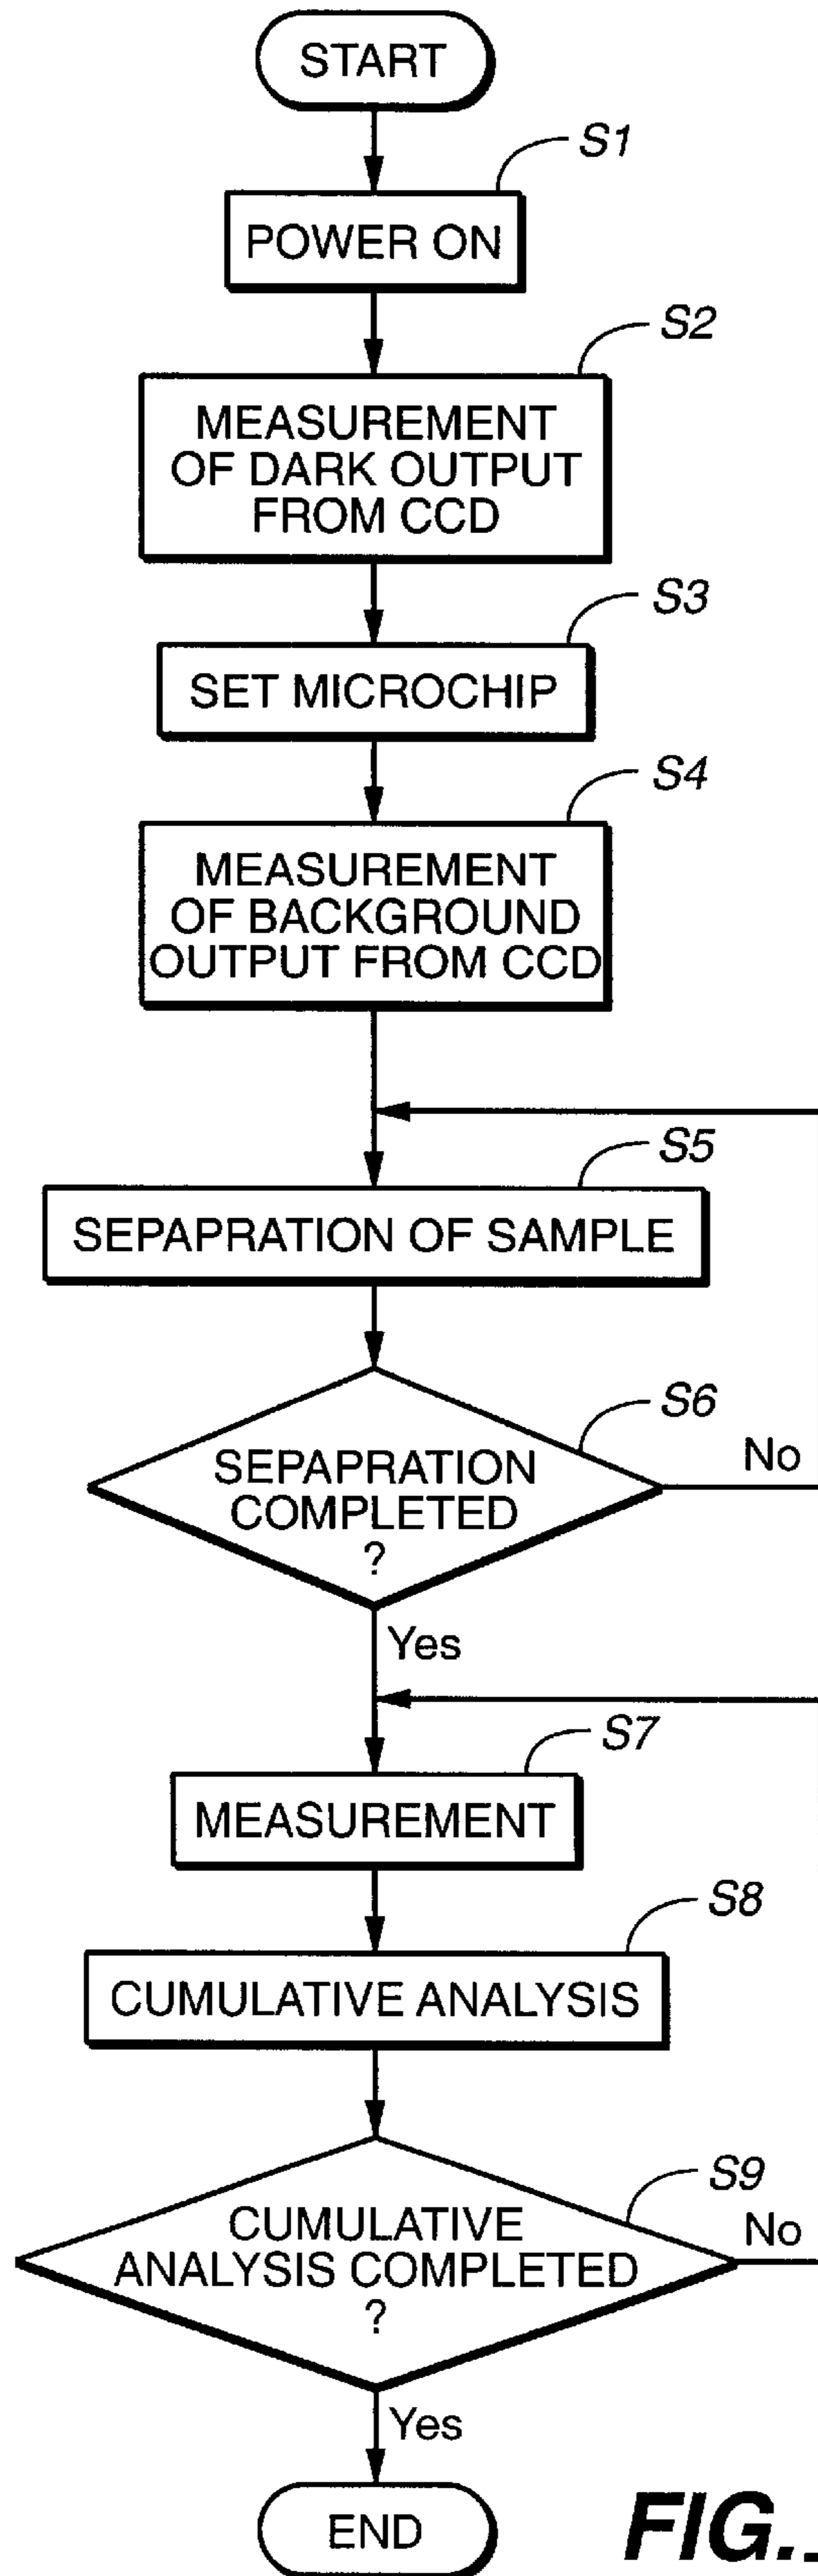 START
S1
POWER ON
S2
MEASUREMENT
OF DARK OUTPUT
FROM CCD
S3
SET MICROCHIP
S4
MEASUREMENT
OF BACKGROUND
OUTPUT FROM CCD
S5
SEPAPRATION OF SAMPLE
S6
SEPAPRATION
COMPLETED
?
No
Yes
S7
MEASUREMENT
S8
CUMULATIVE ANALYSIS
S9
CUMULATIVE
ANALYSIS COMPLETED
?
No
Yes
END
FIG._